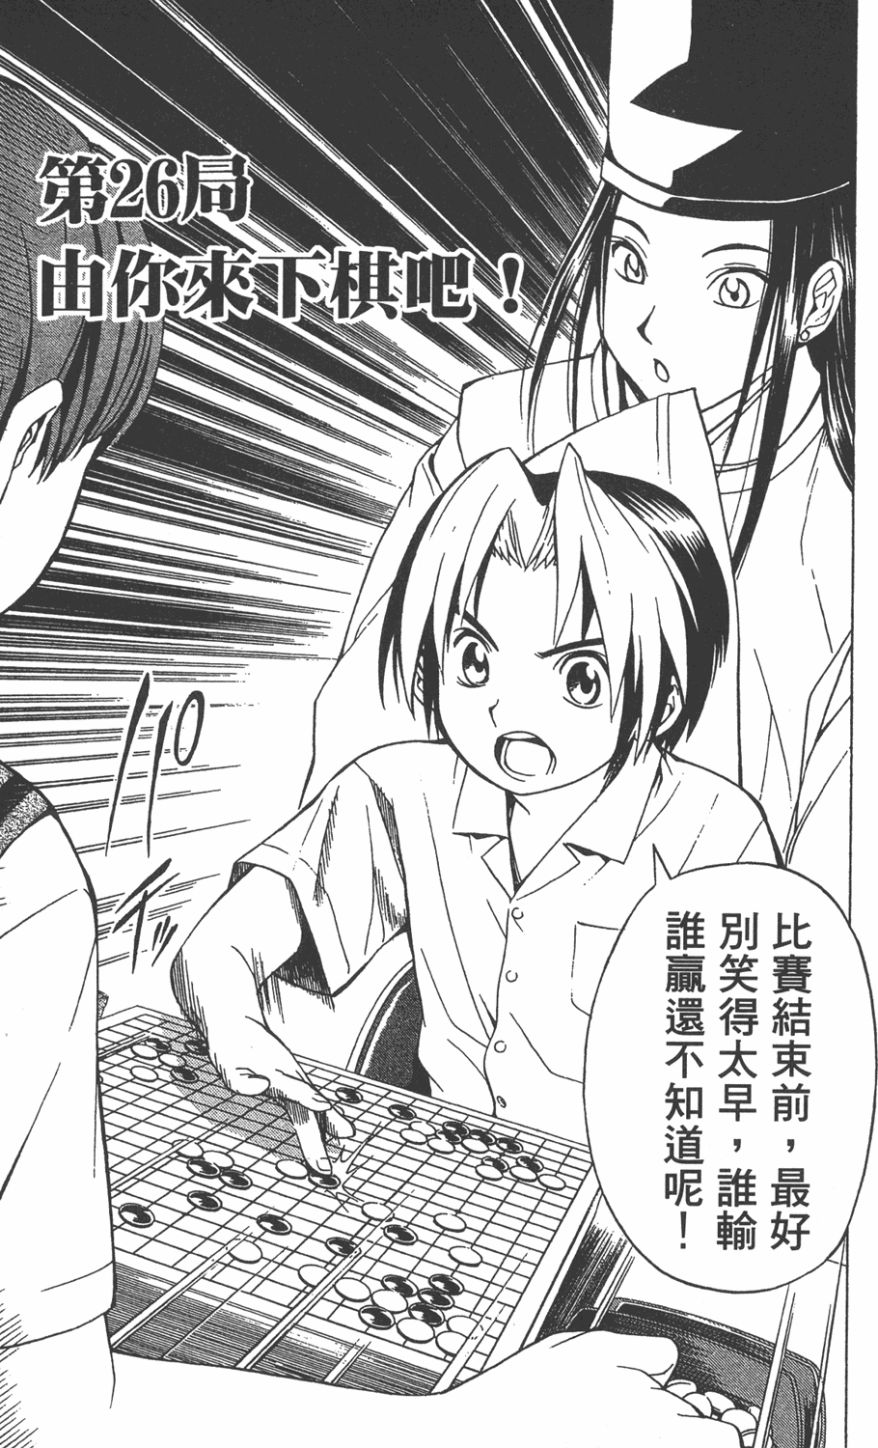 第26局
由你來下棋吧！
比賽結束前，最好
別笑得太早，誰輸
誰贏還不知道呢！